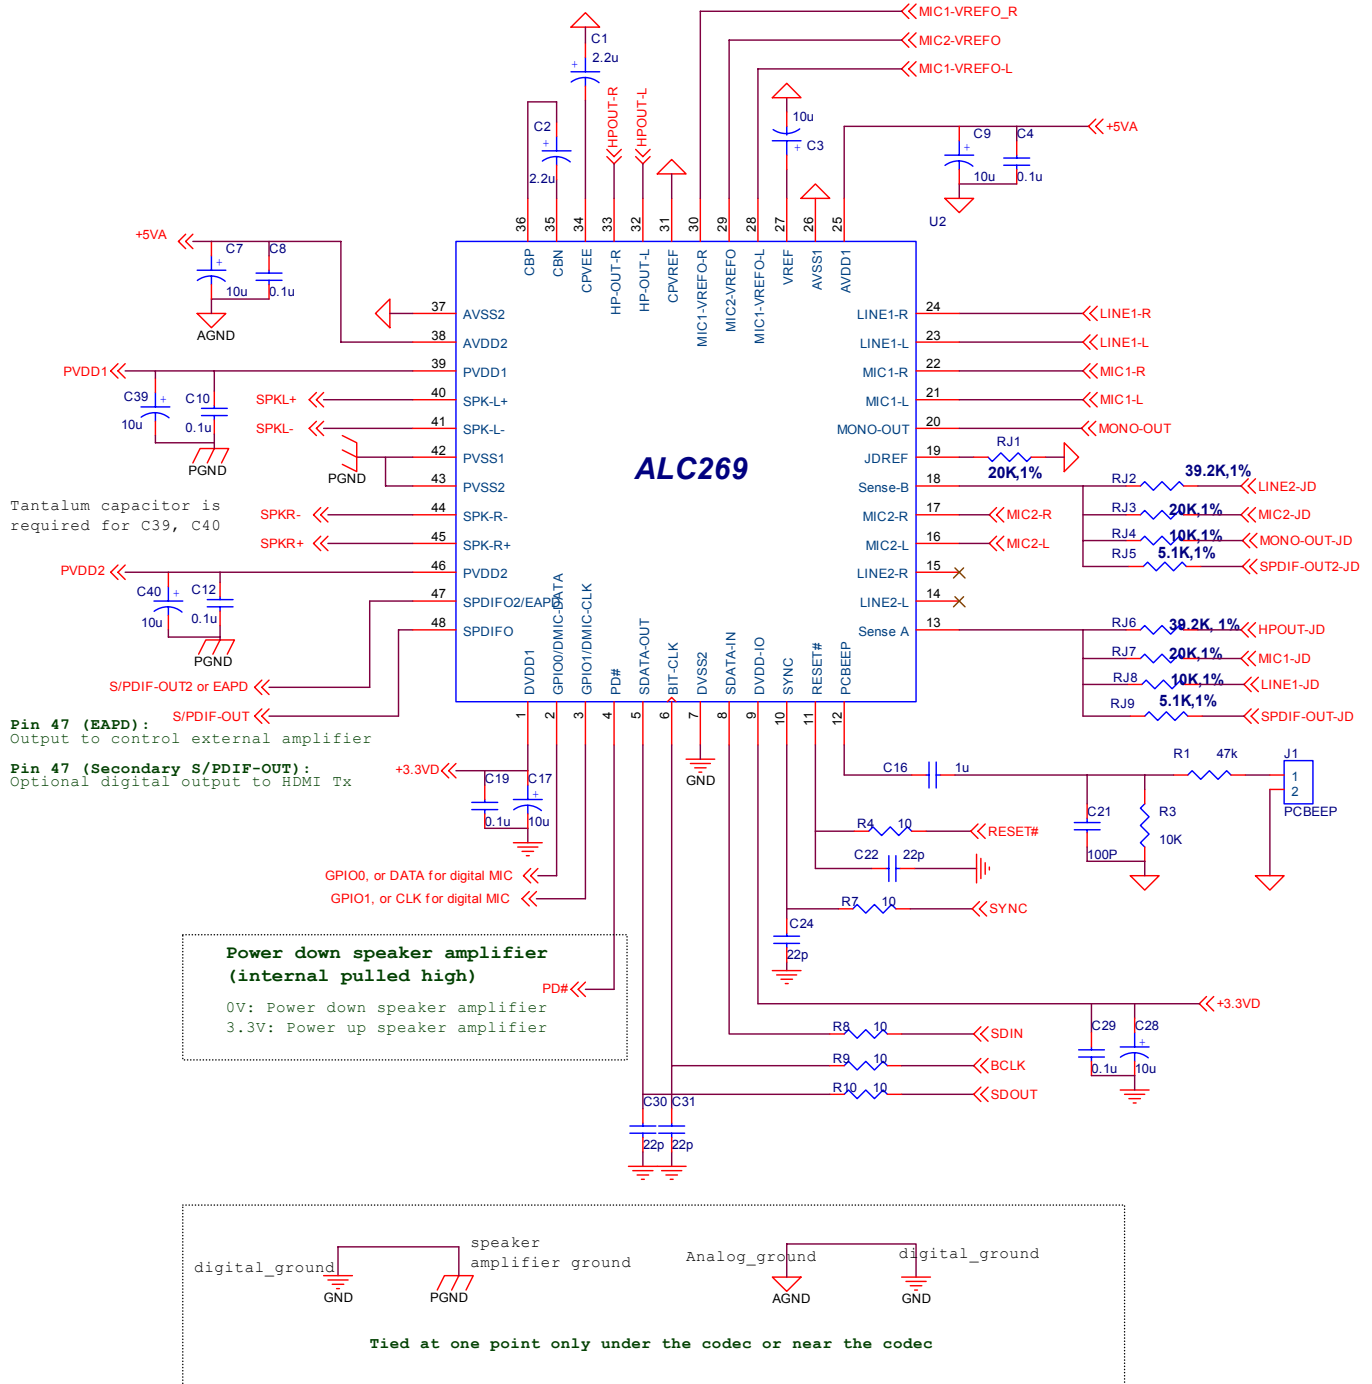 MIC1-VREFO_R
MIC2-VREFO
MIC1-VREFO-L
C1
2.2u
HPOUT-R
HPOUT-L
C2
2.2u
10u
C3
+5VA
C9
C4
10u
0.1u
U2
+5VA
C7
C8
10u
0.1u
AGND
36
35
34
33
32
31
30
29
28
27
26
25
CBP
CBN
CPVEE
HP-OUT-R
HP-OUT-L
CPVREF
MIC1-VREFO-R
MIC2-VREFO
MIC1-VREFO-L
VREF
AVSS1
AVDD1
37 AVSS2
38 AVDD2
PVDD1 39 PVDD1
SPKL+ 40 SPK-L+
SPKL- 41 SPK-L-
42 PVSS1
43 PVSS2
SPKR- 44 SPK-R-
SPKR+ 45 SPK-R+
PVDD2 46 PVDD2
47 SPDIFO2/EAPD
48 SPDIFO
C39
C10
10u
0.1u
PGND
PGND
Tantalum capacitor is
required for C39, C40
C40
C12
10u
0.1u
PGND
S/PDIF-OUT2 or EAPD
S/PDIF-OUT
Pin 47 (EAPD):
Output to control external amplifier
Pin 47 (Secondary S/PDIF-OUT):
Optional digital output to HDMI Tx
ALC269
LINE1-R 24 LINE1-R
LINE1-L 23 LINE1-L
MIC1-R 22 MIC1-R
MIC1-L 21 MIC1-L
MONO-OUT 20 MONO-OUT
JDREF 19 RJ1
20K,1%
Sense-B 18
MIC2-R 17 MIC2-R
MIC2-L 16 MIC2-L
LINE2-R 15
LINE2-L 14
Sense A 13
RJ2 39.2K,1% LINE2-JD
RJ3 20K,1% MIC2-JD
RJ4 10K,1% MONO-OUT-JD
RJ5 5.1K,1% SPDIF-OUT2-JD
RJ6 39.2K, 1% HPOUT-JD
RJ7 20K,1% MIC1-JD
RJ8 10K,1% LINE1-JD
RJ9 5.1K,1% SPDIF-OUT-JD
DVDD1
GPIO0/DMIC-DATA
GPIO1/DMIC-CLK
PD#
SDATA-OUT
BIT-CLK
DVSS2
SDATA-IN
DVDD-IO
SYNC
RESET#
PCBEEP
1
2
3
4
5
6
7
8
9
10
11
12
+3.3VD
C19
C17
0.1u
10u
GND
C16
1u
R1
47k
J1
1
2
PCBEEP
C21
100P
R3
10K
R4 10 RESET#
C22 22p
R7 10 SYNC
C24
22p
GPIO0, or DATA for digital MIC
GPIO1, or CLK for digital MIC
Power down speaker amplifier
(internal pulled high)
PD#
0V: Power down speaker amplifier
3.3V: Power up speaker amplifier
+3.3VD
C29
C28
0.1u
10u
R8 10 SDIN
R9 10 BCLK
R10 10 SDOUT
C30
C31
22p
22p
digital_ground
speaker
amplifier ground
GND
PGND
Analog_ground
digital_ground
AGND
GND
Tied at one point only under the codec or near the codec